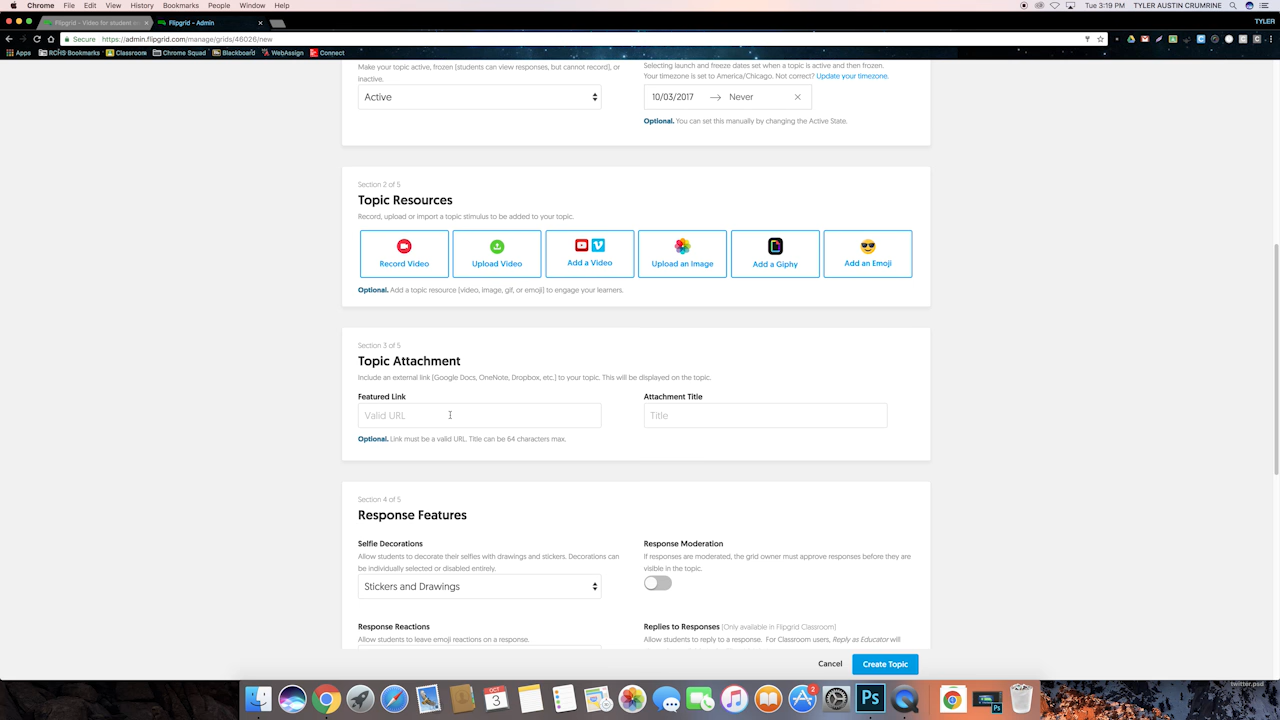 Chrome File Edit View History Bookmarks People Window Help Tue 3:19 PM TYLER AUSTIN CRUMRINE
Flipgrid - Video for student e Flipgrid - Admin TYLER
Secure https://admin.flipgrid.com/manage/grids/46026/new
Apps RCHS Bookmarks Classroom Chrome Squad Blackboard WebAssign Connect
Make your topic active, frozen (students can view responses, but cannot record), or
inactive.
Active
Selecting launch and freeze dates set when a topic is active and then frozen.
Your timezone is set to America/Chicago. Not correct? Update your timezone.
10/03/2017 → Never ×
Optional. You can set this manually by changing the Active State.
Section 2 of 5
Topic Resources
Record, upload or import a topic stimulus to be added to your topic.
Record Video Upload Video Add a Video Upload an Image Add a Giphy Add an Emoji
Optional. Add a topic resource (video, image, gif, or emoji) to engage your learners.
Section 3 of 5
Topic Attachment
Include an external link (Google Docs, OneNote, Dropbox, etc.) to your topic. This will be displayed on the topic.
Featured Link Attachment Title
Valid URL Title
Optional. Link must be a valid URL. Title can be 64 characters max.
Section 4 of 5
Response Features
Selfie Decorations
Allow students to decorate their selfies with drawings and stickers. Decorations can
be individually selected or disabled entirely.
Stickers and Drawings
Response Moderation
If responses are moderated, the grid owner must approve responses before they are
visible in the topic.
Response Reactions
Allow students to leave emoji reactions on a response.
Replies to Responses (Only available in Flipgrid Classroom)
Allow students to reply to a response. For Classroom users, Reply as Educator will
Cancel Create Topic
twitter.psd
OCT
3
2
Ps
Ps